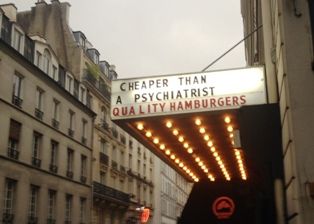 CHEAPER THAN
A PSYCHIATRIST
QUALITY HAMBURGERS